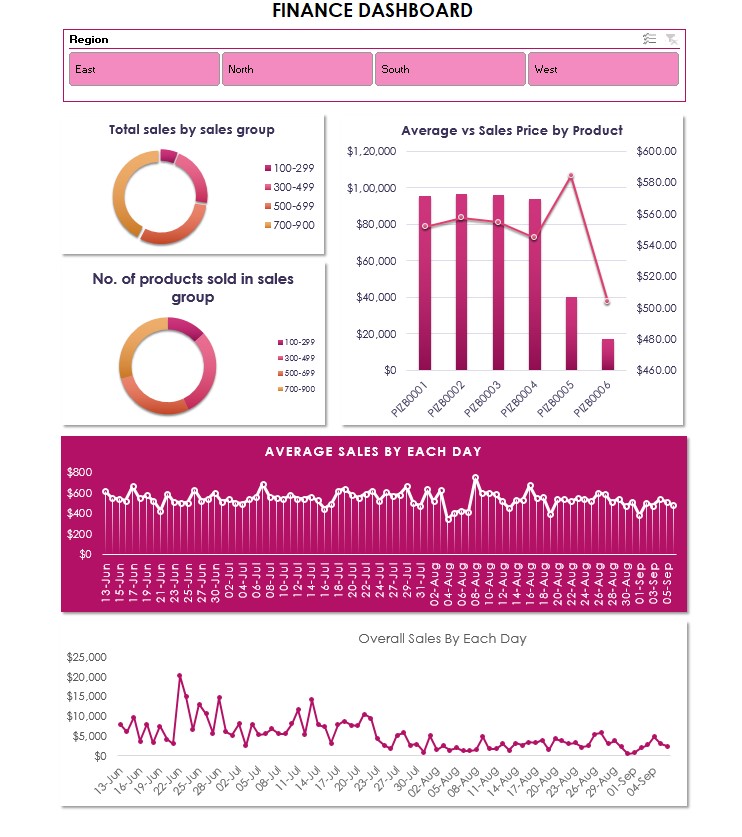 FINANCE DASHBOARD
Region
East
North
South
West
Total sales by sales group
100-299
300-499
500-699
700-900
No. of products sold in sales
group
100-299
300-499
500-699
700-900
Average vs Sales Price by Product
$1,20,000
$1,00,000
$80,000
$60,000
$40,000
$20,000
$0
$600.00
$580.00
$560.00
$540.00
$520.00
$500.00
$480.00
$460.00
PIZB0001
PIZB0002
PIZB0003
PIZB0004
PIZB0005
PIZB0006
AVERAGE SALES BY EACH DAY
$800
$600
$400
$200
$0
13-Jun
15-Jun
17-Jun
19-Jun
21-Jun
23-Jun
25-Jun
27-Jun
30-Jun
02-Jul
04-Jul
06-Jul
08-Jul
10-Jul
12-Jul
14-Jul
16-Jul
18-Jul
20-Jul
22-Jul
24-Jul
27-Jul
29-Jul
31-Jul
02-Aug
04-Aug
06-Aug
08-Aug
10-Aug
12-Aug
14-Aug
16-Aug
18-Aug
20-Aug
22-Aug
24-Aug
26-Aug
28-Aug
30-Aug
01-Sep
03-Sep
05-Sep
Overall Sales By Each Day
$25,000
$20,000
$15,000
$10,000
$5,000
$0
13-Jun
16-Jun
19-Jun
22-Jun
25-Jun
28-Jun
02-Jul
05-Jul
08-Jul
11-Jul
14-Jul
17-Jul
20-Jul
23-Jul
27-Jul
30-Jul
02-Aug
05-Aug
08-Aug
11-Aug
14-Aug
17-Aug
20-Aug
23-Aug
26-Aug
29-Aug
01-Sep
04-Sep